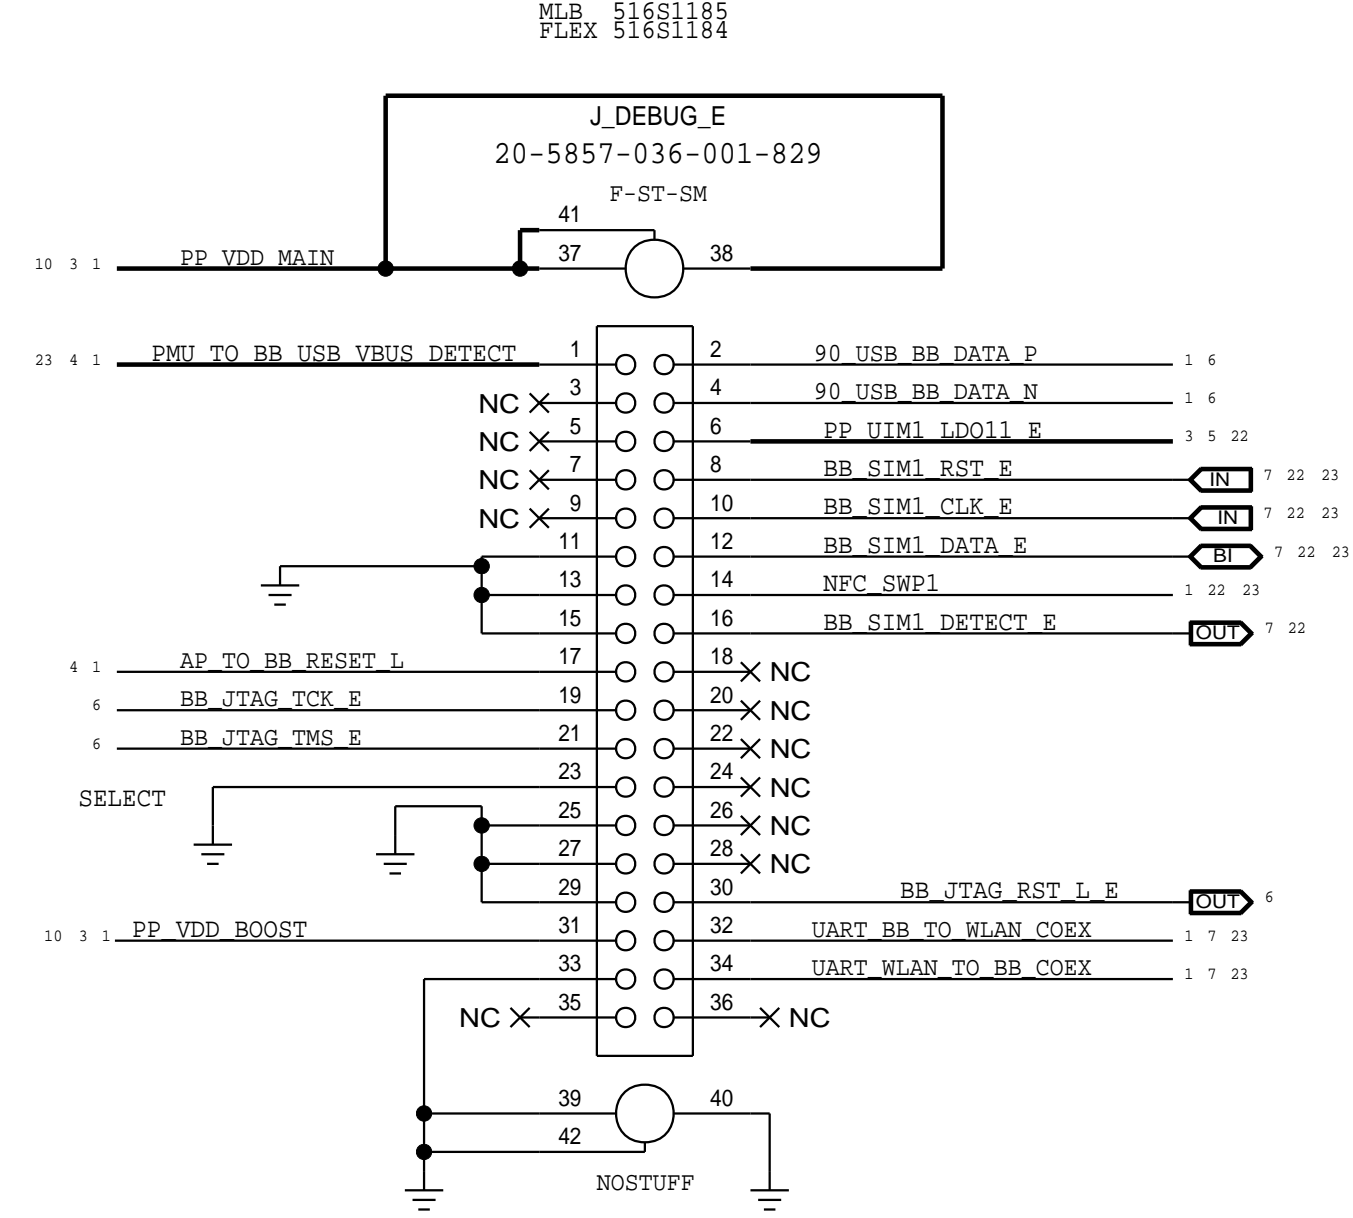 MLB 516S1185
FLEX 516S1184
J_DEBUG_E
20-5857-036-001-829
F-ST-SM
41
10 3 1 PP_VDD_MAIN 37 38
23 4 1 PMU_TO_BB_USB_VBUS_DETECT 1 2 90_USB_BB_DATA_P 1 6
NC 3 4 90_USB_BB_DATA_N 1 6
NC 5 6 PP_UIM1_LDO11_E 3 5 22
NC 7 8 BB_SIM1_RST_E IN 7 22 23
NC 9 10 BB_SIM1_CLK_E IN 7 22 23
11 12 BB_SIM1_DATA_E BI 7 22 23
13 14 NFC_SWP1 1 22 23
15 16 BB_SIM1_DETECT_E OUT 7 22
4 1 AP_TO_BB_RESET_L 17 18 NC
6 BB_JTAG_TCK_E 19 20 NC
6 BB_JTAG_TMS_E 21 22 NC
SELECT 23 24 NC
25 26 NC
27 28 NC
29 30 BB_JTAG_RST_L_E OUT 6
10 3 1 PP_VDD_BOOST 31 32 UART_BB_TO_WLAN_COEX 1 7 23
33 34 UART_WLAN_TO_BB_COEX 1 7 23
NC 35 36 NC
39 40
42
NOSTUFF